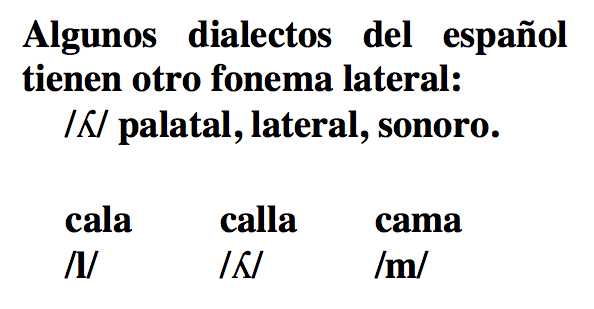 Algunos dialectos del español
tienen otro fonema lateral:
/ʎ/ palatal, lateral, sonoro.
cala calla cama
/l/ /ʎ/ /m/